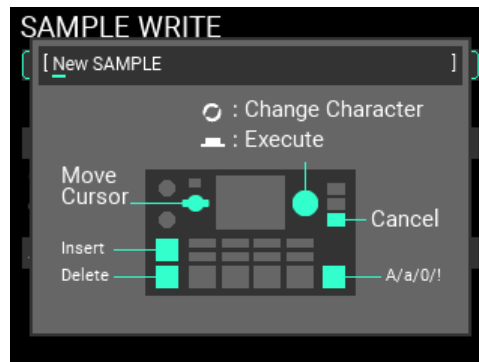 SAMPLE WRITE
[ New SAMPLE ]
: Change Character
: Execute
Move
Cursor
Cancel
Insert
Delete
A/a/0/!